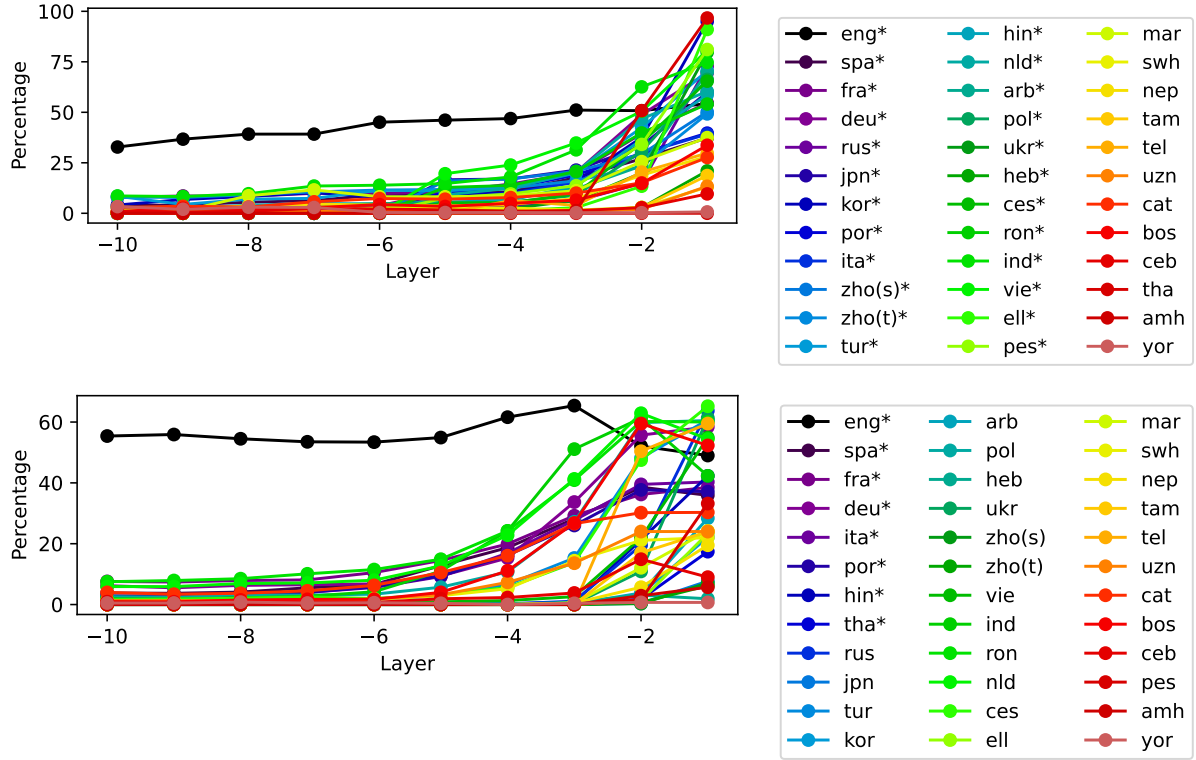 100
75
50
25
0
Percentage
−10
−8
−6
−4
−2
Layer
eng*
spa*
fra*
deu*
rus*
jpn*
kor*
por*
ita*
zho(s)*
zho(t)*
tur*
hin*
nld*
arb*
pol*
ukr*
heb*
ces*
ron*
ind*
vie*
ell*
pes*
mar
swh
nep
tam
tel
uzn
cat
bos
ceb
tha
amh
yor
60
40
20
0
Percentage
−10
−8
−6
−4
−2
Layer
eng*
spa*
fra*
deu*
ita*
por*
hin*
tha*
rus
jpn
tur
kor
arb
pol
heb
ukr
zho(s)
zho(t)
vie
ind
ron
nld
ces
ell
mar
swh
nep
tam
tel
uzn
cat
bos
ceb
pes
amh
yor